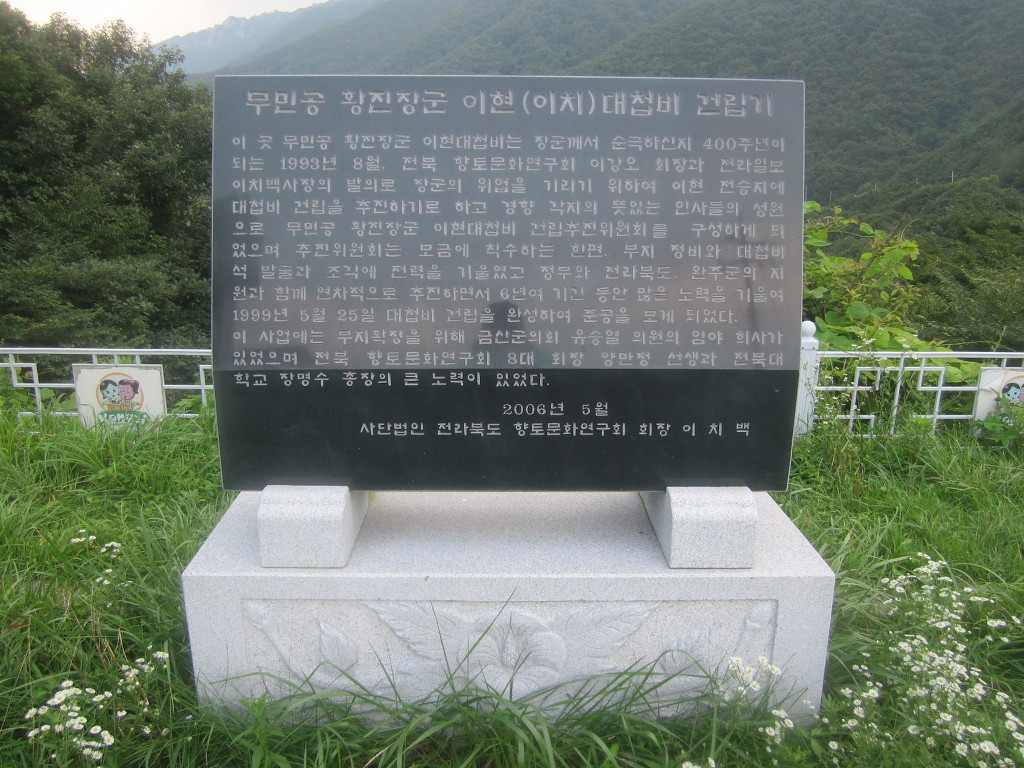 무민공 황진장군 이현(이치)대첩비 건립기
이 곳 무민공 황진장군 이현대첩비는 장군께서 순국하신지 400주년이
되는 1993년 8월, 전북 향토문화연구회 이강오 회장과 전라일보
이치백사장의 발의로 장군의 위업을 기리기 위하여 이현 전승지에
대첩비 건립을 추진하기로 하고 경향 각지의 뜻있는 인사들의 성원
으로 무민공 황진장군 이현대첩비 건립추진위원회를 구성하게 되
었으며 추진위원회는 모금에 착수하는 한편, 부지 정비와 대첩비
석 발굴과 조각에 전력을 기울였고 정부와 전라북도, 완주군의 지
원과 함께 연차적으로 추진하면서 6년여 기긴 동안 많은 노력을 기울여
1999년 5월 25일 대첩비 건립을 완성하여 준공을 보게 되었다.
이 사업에는 부지확장을 위해 금산군의회 유승일 의원의 임야 희사가
있었으며 전북 향토문화연구회 8대 회장 양만정 선생과 전북대
학교 장명수 총장의 큰 노력이 있었다.
2006년 5월
사단법인 전라북도 향토문화연구회 회장 이 치 백